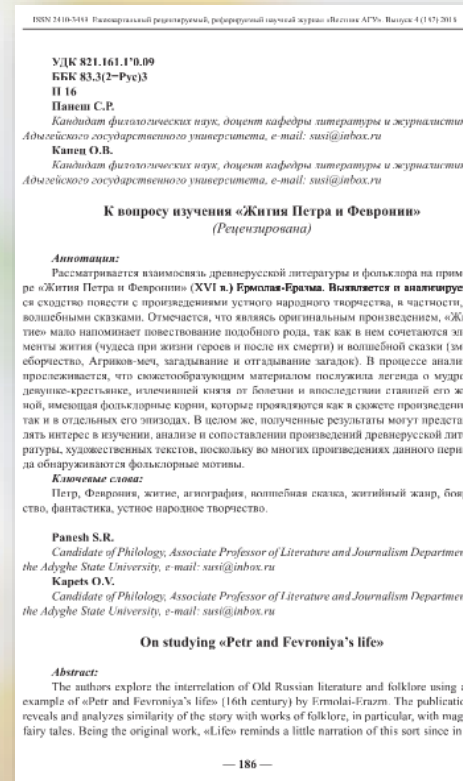 ISSN 2410-3489 Ежеквартальный рецензируемый, реферируемый научный журнал «Вестник АГУ». Выпуск 4 (187) 2016
УДК 821.161.1'0.09
ББК 83.3(2=Рус)3
П 16
Панеш С.Р.
Кандидат филологических наук, доцент кафедры литературы и журналистик
Адыгейского государственного университета, e-mail: susi@inbox.ru
Капец О.В.
Кандидат филологических наук, доцент кафедры литературы и журналистик
Адыгейского государственного университета, e-mail: susi@inbox.ru
К вопросу изучения «Жития Петра и Февронии»
(Рецензирована)
Аннотация:
Рассматривается взаимосвязь древнерусской литературы и фольклора на прим
ре «Жития Петра и Февронии» (XVI в.) Ермолая-Еразма. Выявляется и анализируе
ся сходство повести с произведениями устного народного творчества, в частности,
волшебными сказками. Отмечается, что являясь оригинальным произведением, «Жи
тие» мало напоминает повествование подобного рода, так как в нем сочетаются эл
менты жития (чудеса при жизни героев и после их смерти) и волшебной сказки (зм
еборчество, Агриков-меч, загадывание и отгадывание загадок). В процессе анали
прослеживается, что сюжетообразующим материалом послужила легенда о мудро
девушке-крестьянке, излечившей князя от болезни и впоследствии ставшей его ж
ной, имеющая фольклорные корни, которые проявляются как в сюжете произведени
так и в отдельных его эпизодах. В целом же, полученные результаты могут предста
лять интерес в изучении, анализе и сопоставлении произведений древнерусской лит
ратуры, художественных текстов, поскольку во многих произведениях данного пери
да обнаруживаются фольклорные мотивы.
Ключевые слова:
Петр, Феврония, житие, агиография, волшебная сказка, житийный жанр, бояр
ство, фантастика, устное народное творчество.
Panesh S.R.
Candidate of Philology, Associate Professor of Literature and Journalism Departmen
the Adyghe State University, e-mail: susi@inbox.ru
Kapets O.V.
Candidate of Philology, Associate Professor of Literature and Journalism Departmen
the Adyghe State University, e-mail: susi@inbox.ru
On studying «Petr and Fevroniya's life»
Abstract:
The authors explore the interrelation of Old Russian literature and folklore using a
example of «Petr and Fevroniya's life» (16th century) by Ermolai-Erazm. The publicatio
reveals and analyzes similarity of the story with works of folklore, in particular, with mag
fairy tales. Being the original work, «Life» reminds a little narration of this sort since in
— 186 —